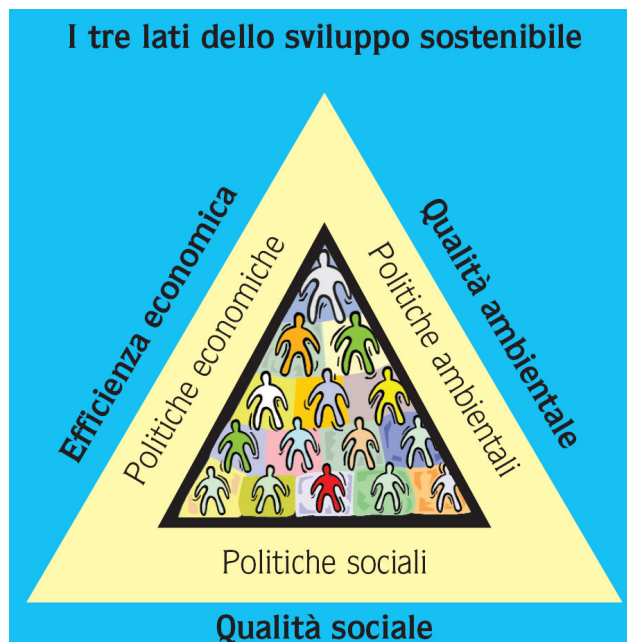 I tre lati dello sviluppo sostenibile
Efficienza economica
Politiche economiche
Qualità ambientale
Politiche ambientali
Politiche sociali
Qualità sociale